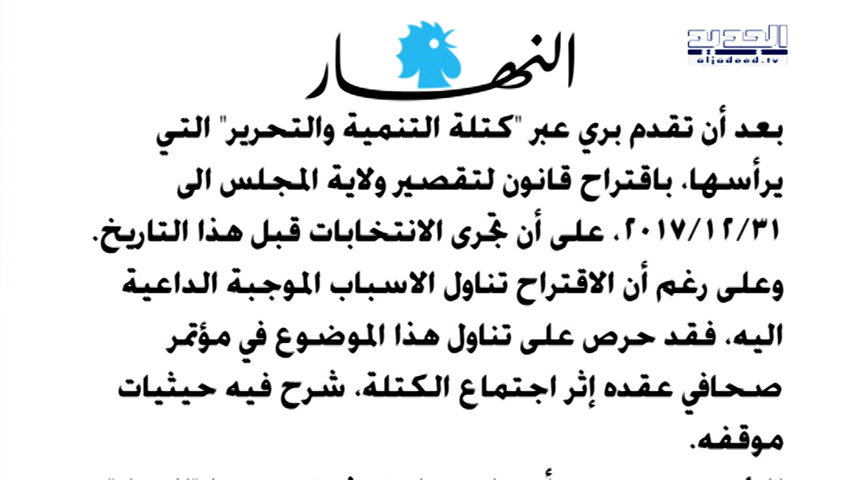 النهار
الجديد
aljadeed.tv
بعد أن تقدم بري عبر "كتلة التنمية والتحرير" التي
يرأسها، باقتراح قانون لتقصير ولاية المجلس الى
٢٠١٧/١٢/٣١، على أن تجرى الانتخابات قبل هذا التاريخ.
وعلى رغم أن الاقتراح تناول الاسباب الموجبة الداعية
اليه، فقد حرص على تناول هذا الموضوع في مؤتمر
صحافي عقده إثر اجتماع الكتلة، شرح فيه حيثيات
موقفه.